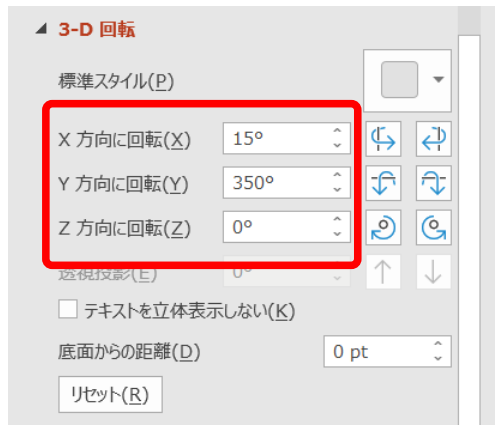 3-D 回転
標準スタイル(P)
X 方向に回転(X) 15°
Y 方向に回転(Y) 350°
Z 方向に回転(Z) 0°
透視投影(E) 0°
テキストを立体表示しない(K)
底面からの距離(D) 0 pt
リセット(R)